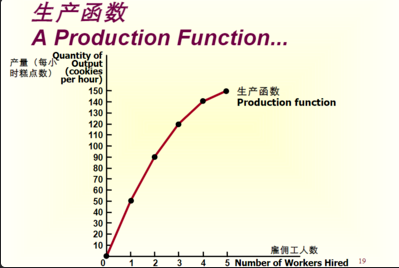 生产函数
A Production Function...
产量（每小
时糕点数）
Quantity of
Output
(cookies
per hour)
150
140
130
120
110
100
90
80
70
60
50
40
30
20
10
0
生产函数
Production function
1 2 3 4 5
雇佣工人数
Number of Workers Hired
19